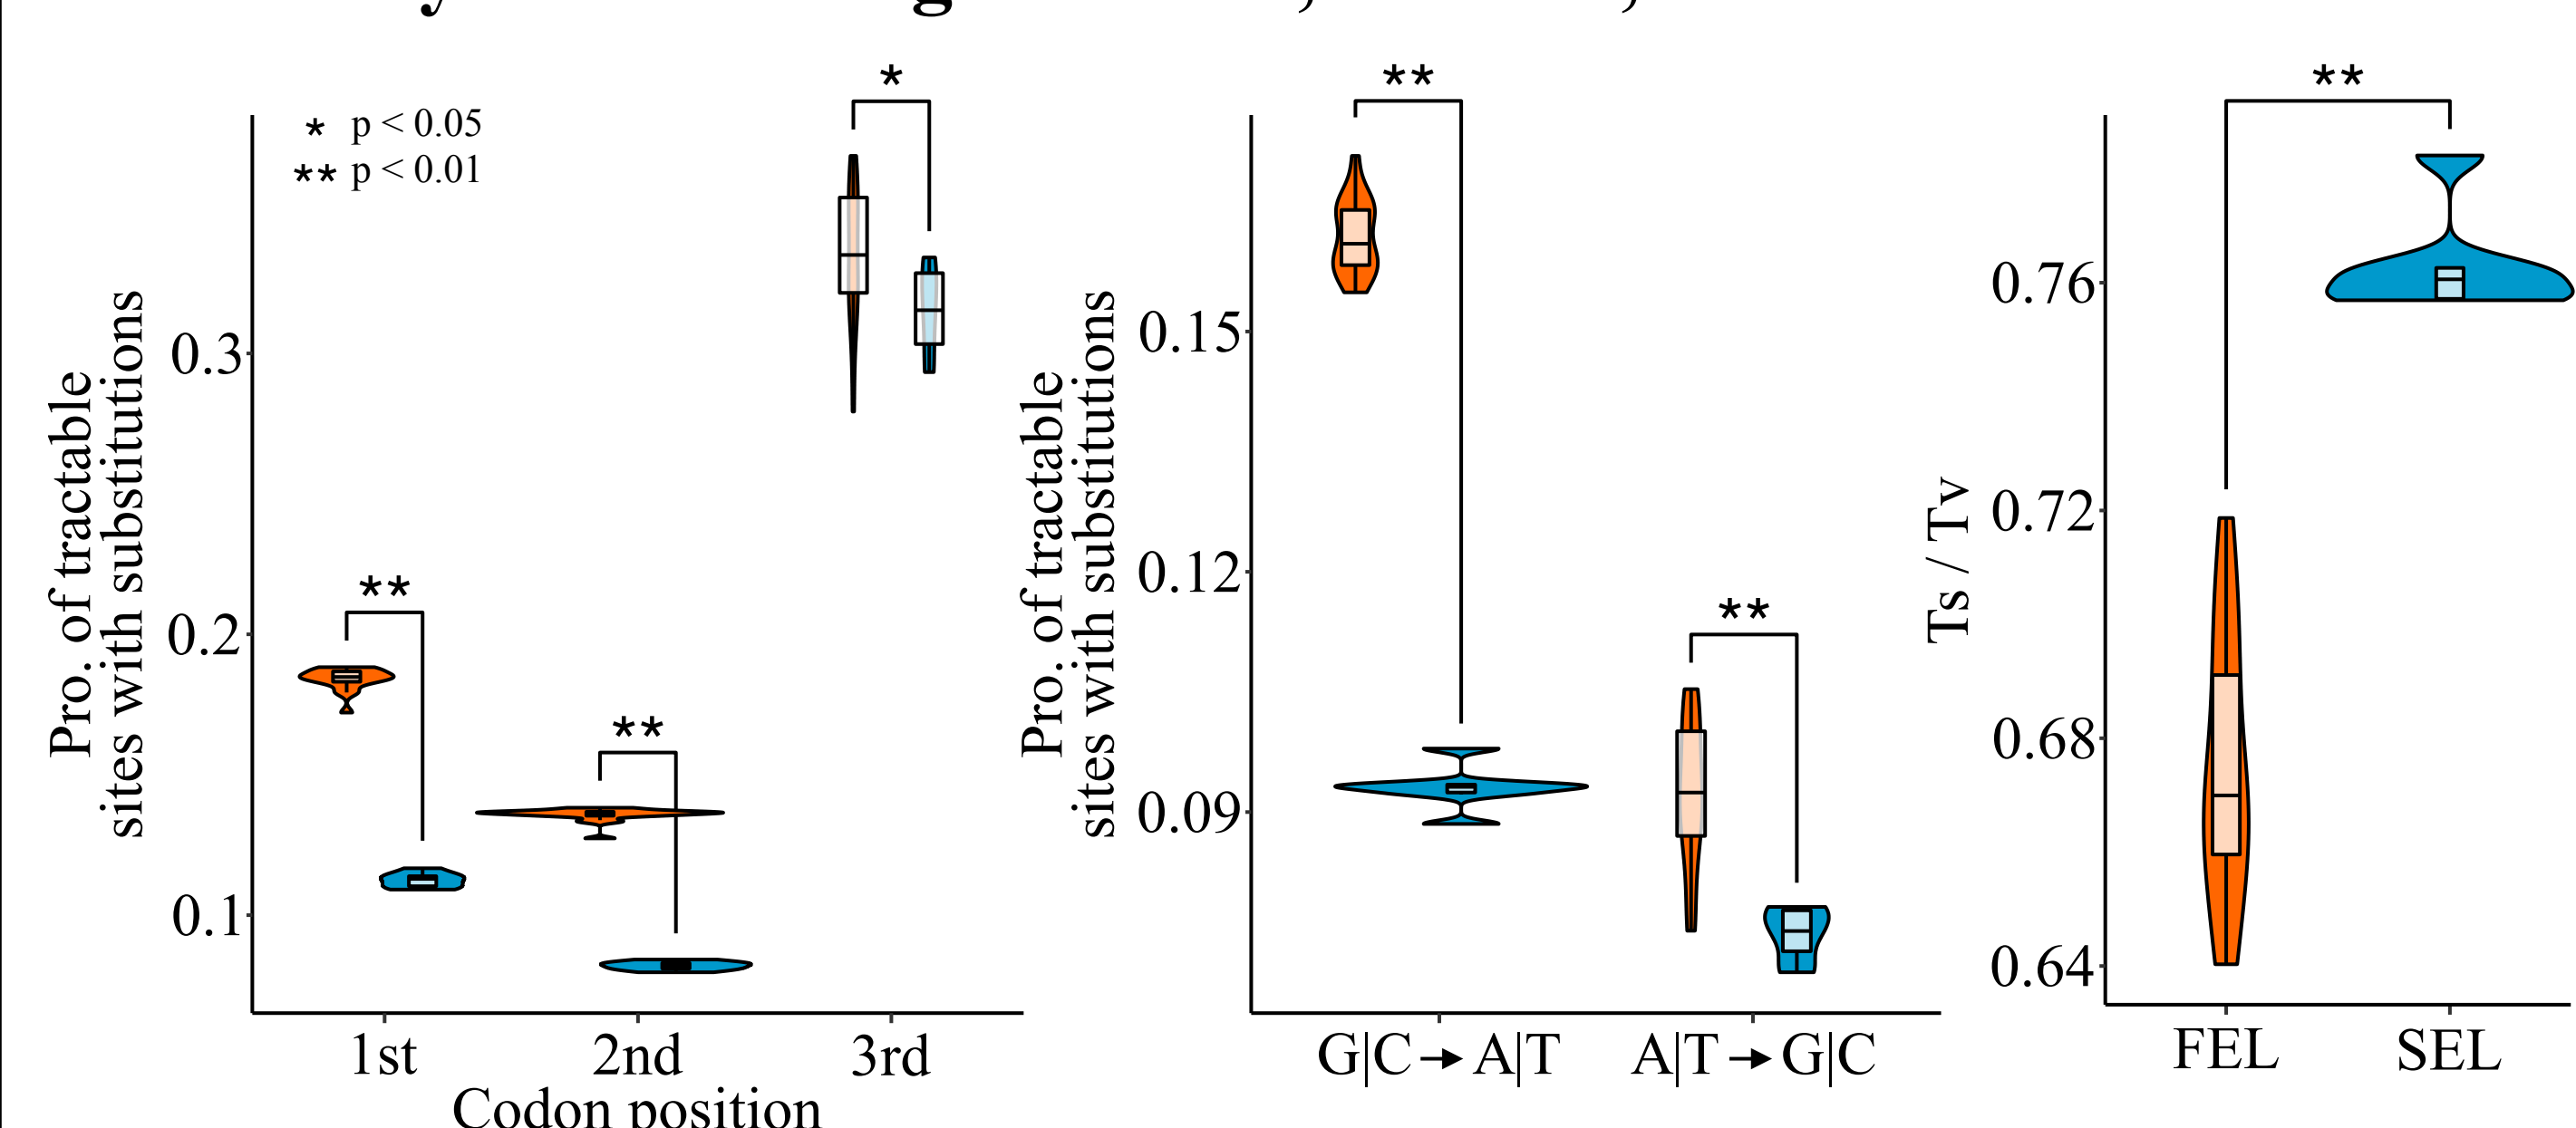 * p < 0.05
** p < 0.01
*
**
**
Pro. of tractable
sites with substitutions
0.3
0.2
0.1
1st 2nd 3rd
Codon position
**
**
Pro. of tractable
sites with substitutions
0.15
0.12
0.09
G|C → A|T A|T → G|C
**
Ts / Tv
0.76
0.72
0.68
0.64
FEL SEL